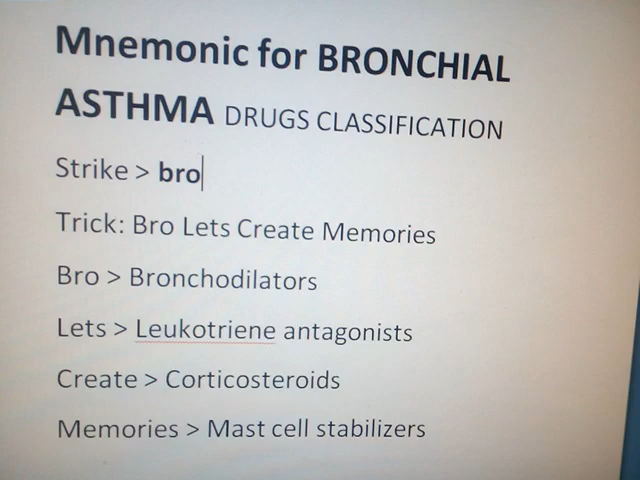 Mnemonic for BRONCHIAL
ASTHMA DRUGS CLASSIFICATION
Strike > bro
Trick: Bro Lets Create Memories
Bro > Bronchodilators
Lets > Leukotriene antagonists
Create > Corticosteroids
Memories > Mast cell stabilizers